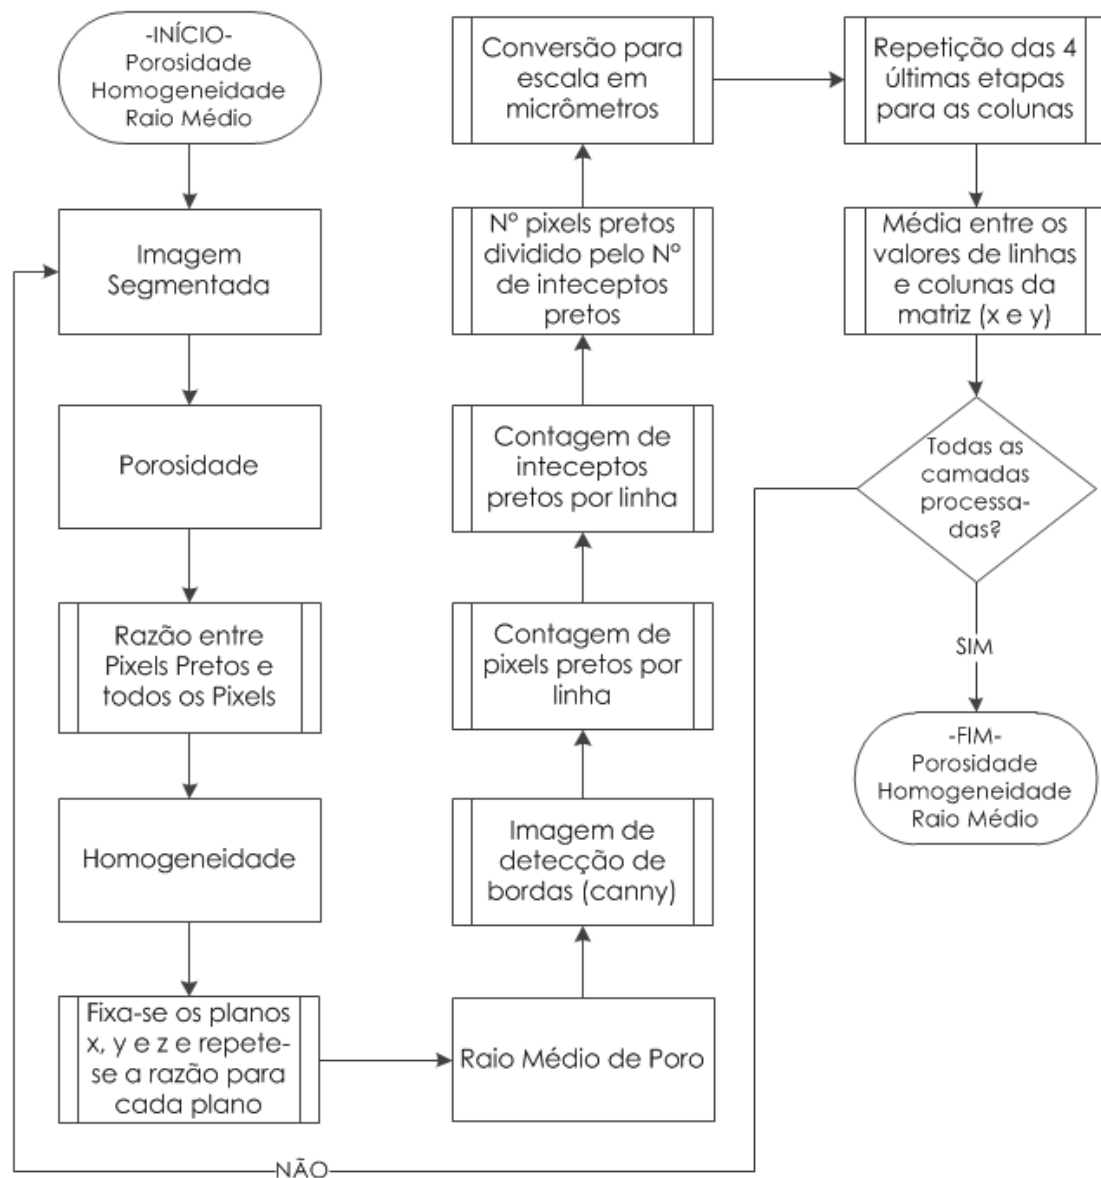 -INÍCIO-
Porosidade
Homogeneidade
Raio Médio
Imagem
Segmentada
Porosidade
Razão entre
Pixels Pretos e
todos os Pixels
Homogeneidade
Fixa-se os planos
x, y e z e repete-
se a razão para
cada plano
Raio Médio de Poro
Imagem de
detecção de
bordas (canny)
Contagem de
pixels pretos por
linha
Contagem de
inteceptos
pretos por linha
Nº pixels pretos
dividido pelo Nº
de inteceptos
pretos
Conversão para
escala em
micrômetros
Repetição das 4
últimas etapas
para as colunas
Média entre os
valores de linhas
e colunas da
matriz (x e y)
Todas as
camadas
processa-
das?
SIM
-FIM-
Porosidade
Homogeneidade
Raio Médio
NÃO